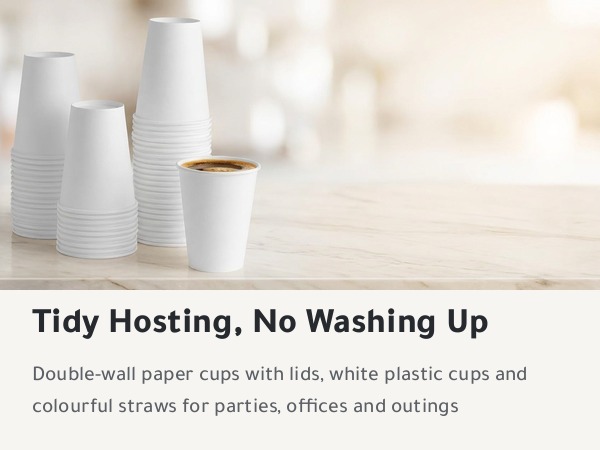 Tidy Hosting, No Washing Up
Double-wall paper cups with lids, white plastic cups and
colourful straws for parties, offices and outings